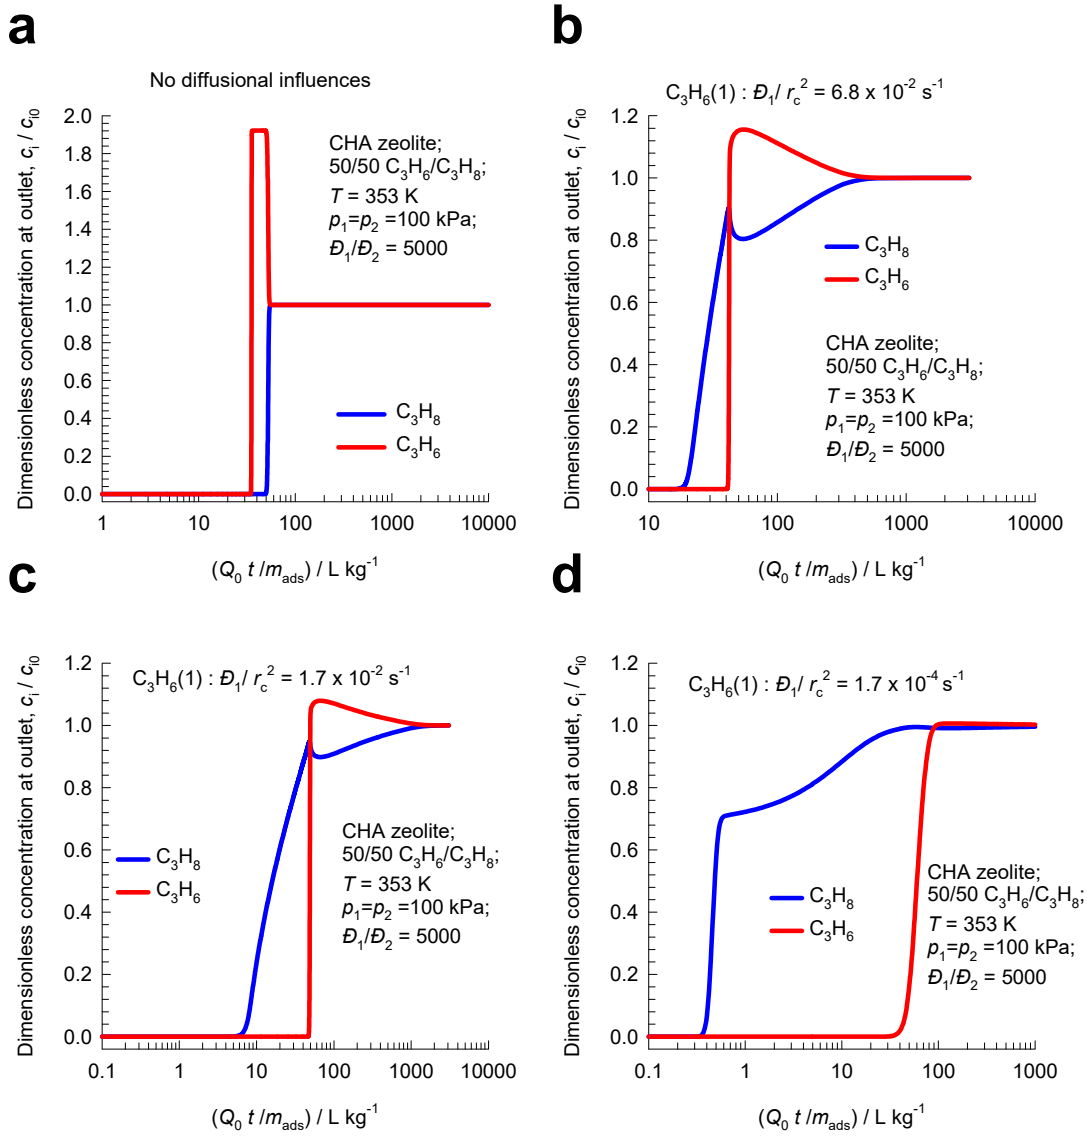 a
No diffusional influences
Dimensionless concentration at outlet, cᵢ / cᵢ₀
2.0
1.8
1.6
1.4
1.2
1.0
0.8
0.6
0.4
0.2
0.0
CHA zeolite;
50/50 C₃H₆/C₃H₈;
T = 353 K
p₁=p₂ =100 kPa;
Đ₁/Đ₂ = 5000
C₃H₈
C₃H₆
1 10 100 1000 10000
(Q₀ t /m_ads) / L kg⁻¹
b
C₃H₆(1) : Đ₁/ r_c² = 6.8 x 10⁻² s⁻¹
Dimensionless concentration at outlet, cᵢ / cᵢ₀
1.2
1.0
0.8
0.6
0.4
0.2
0.0
C₃H₈
C₃H₆
CHA zeolite;
50/50 C₃H₆/C₃H₈;
T = 353 K
p₁=p₂ =100 kPa;
Đ₁/Đ₂ = 5000
10 100 1000 10000
(Q₀ t /m_ads) / L kg⁻¹
c
C₃H₆(1) : Đ₁/ r_c² = 1.7 x 10⁻² s⁻¹
Dimensionless concentration at outlet, cᵢ / cᵢ₀
1.2
1.0
0.8
0.6
0.4
0.2
0.0
C₃H₈
C₃H₆
CHA zeolite;
50/50 C₃H₆/C₃H₈;
T = 353 K
p₁=p₂ =100 kPa;
Đ₁/Đ₂ = 5000
0.1 1 10 100 1000 10000
(Q₀ t /m_ads) / L kg⁻¹
d
C₃H₆(1) : Đ₁/ r_c² = 1.7 x 10⁻⁴ s⁻¹
Dimensionless concentration at outlet, cᵢ / cᵢ₀
1.2
1.0
0.8
0.6
0.4
0.2
0.0
C₃H₈
C₃H₆
CHA zeolite;
50/50 C₃H₆/C₃H₈;
T = 353 K
p₁=p₂ =100 kPa;
Đ₁/Đ₂ = 5000
0.1 1 10 100 1000
(Q₀ t /m_ads) / L kg⁻¹